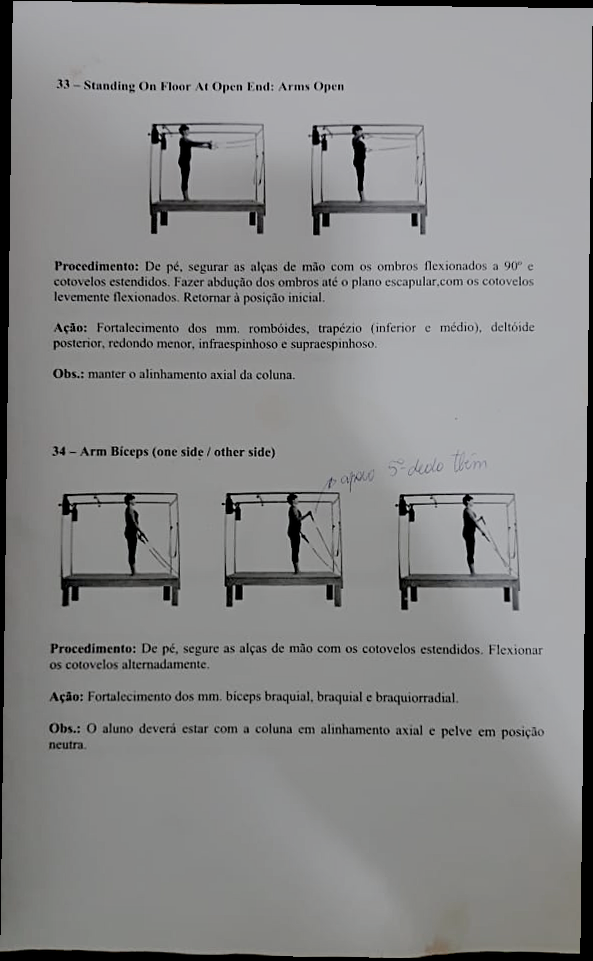 33 – Standing On Floor At Open End: Arms Open
Procedimento: De pé, segurar as alças de mão com os ombros flexionados a 90º e
cotovelos estendidos. Fazer abdução dos ombros até o plano escapular,com os cotovelos
levemente flexionados. Retornar à posição inicial.
Ação: Fortalecimento dos mm. rombóides, trapézio (inferior e médio), deltóide
posterior, redondo menor, infraespinhoso e supraespinhoso.
Obs.: manter o alinhamento axial da coluna.
34 – Arm Biceps (one side / other side)
apoio 5º dedo tbém
Procedimento: De pé, segure as alças de mão com os cotovelos estendidos. Flexionar
os cotovelos alternadamente.
Ação: Fortalecimento dos mm. bíceps braquial, braquial e braquiorradial.
Obs.: O aluno deverá estar com a coluna em alinhamento axial e pelve em posição
neutra.